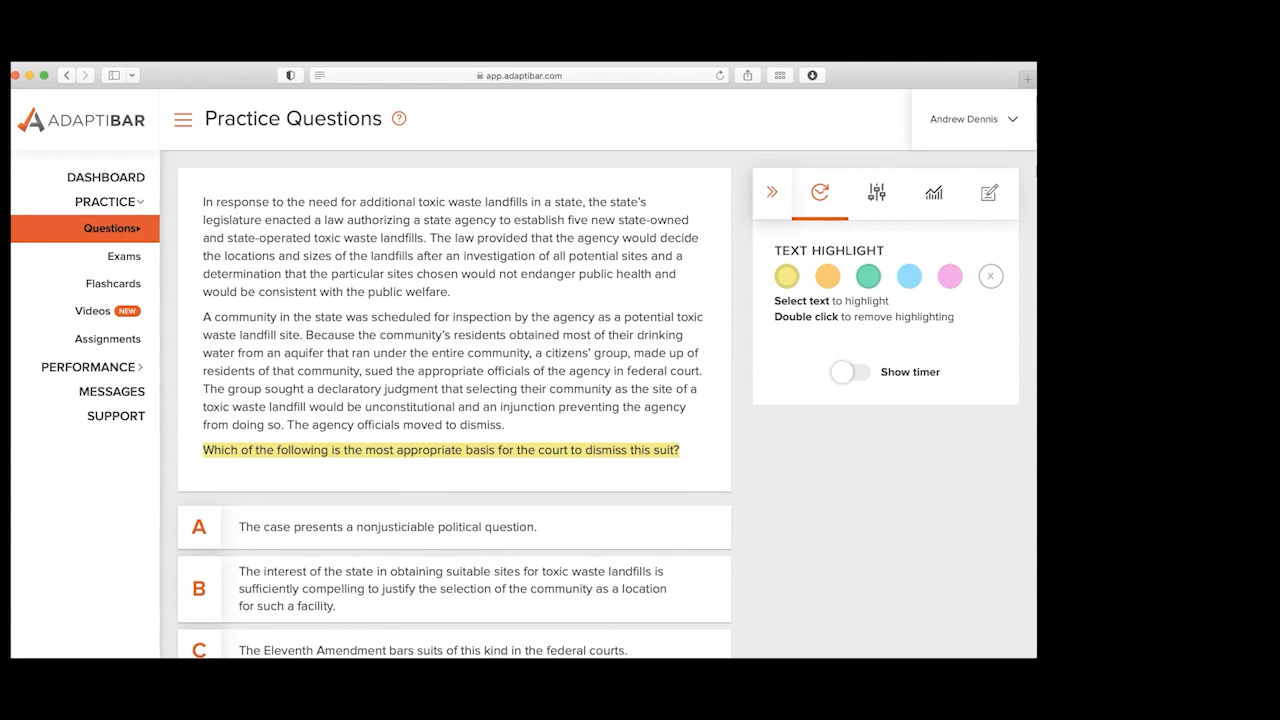 app.adaptibar.com
ADAPTIBAR
Practice Questions ?
Andrew Dennis
DASHBOARD
PRACTICE
Questions
Exams
Flashcards
Videos NEW
Assignments
PERFORMANCE
MESSAGES
SUPPORT
In response to the need for additional toxic waste landfills in a state, the state's
legislature enacted a law authorizing a state agency to establish five new state-owned
and state-operated toxic waste landfills. The law provided that the agency would decide
the locations and sizes of the landfills after an investigation of all potential sites and a
determination that the particular sites chosen would not endanger public health and
would be consistent with the public welfare.
A community in the state was scheduled for inspection by the agency as a potential toxic
waste landfill site. Because the community's residents obtained most of their drinking
water from an aquifer that ran under the entire community, a citizens' group, made up of
residents of that community, sued the appropriate officials of the agency in federal court.
The group sought a declaratory judgment that selecting their community as the site of a
toxic waste landfill would be unconstitutional and an injunction preventing the agency
from doing so. The agency officials moved to dismiss.
Which of the following is the most appropriate basis for the court to dismiss this suit?
A The case presents a nonjusticiable political question.
B The interest of the state in obtaining suitable sites for toxic waste landfills is
sufficiently compelling to justify the selection of the community as a location
for such a facility.
C The Eleventh Amendment bars suits of this kind in the federal courts.
TEXT HIGHLIGHT
Select text to highlight
Double click to remove highlighting
Show timer